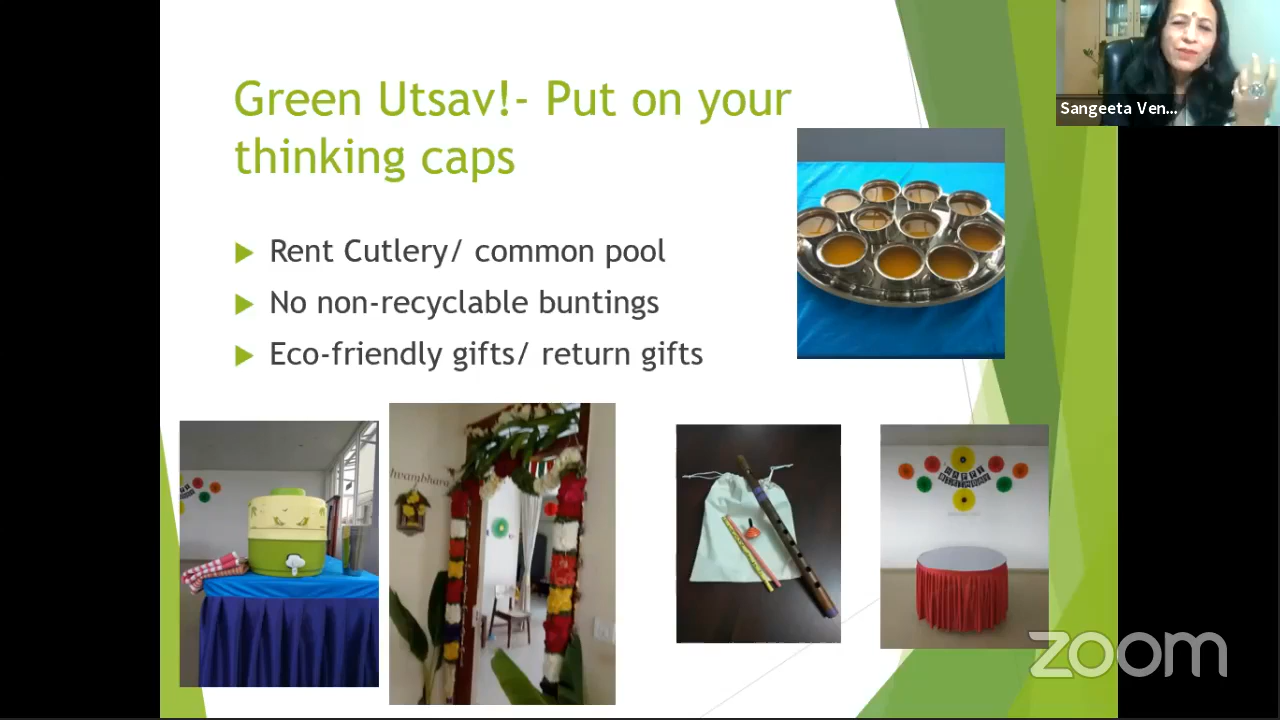 Green Utsav!- Put on your
thinking caps
Rent Cutlery/ common pool
No non-recyclable buntings
Eco-friendly gifts/ return gifts
Sangeeta Ven...
hvambhara
zoom